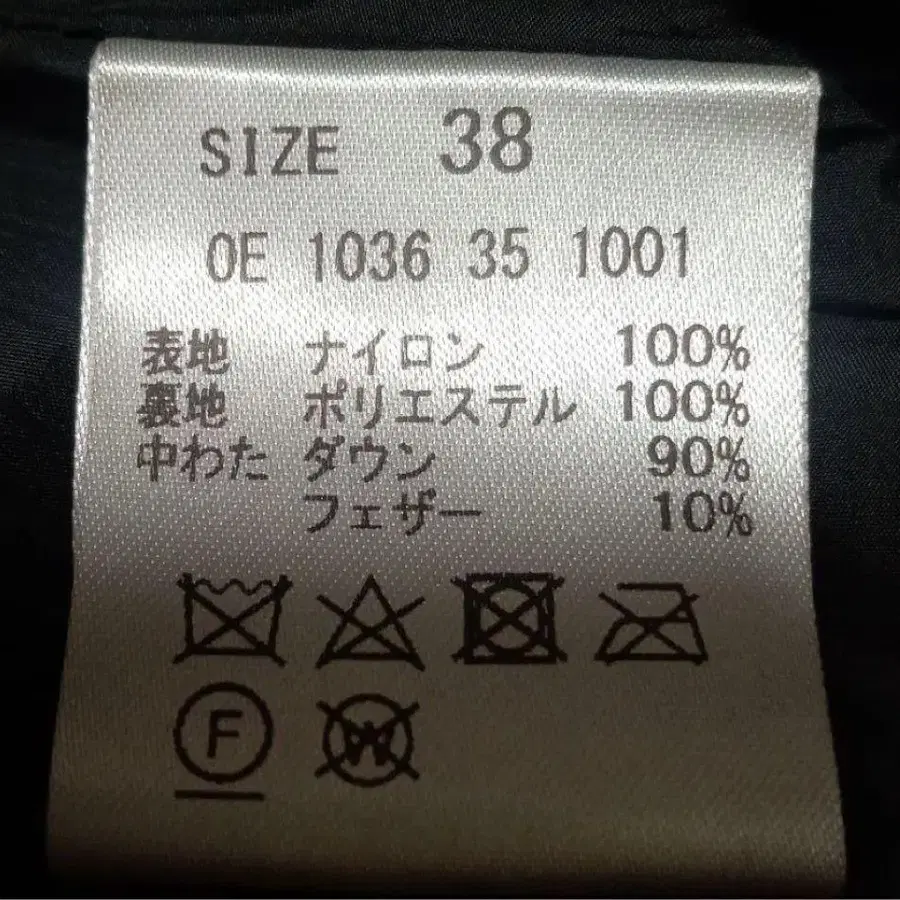 SIZE 38
0E 1036 35 1001
表地 ナイロン 100%
裏地 ポリエステル 100%
中わた ダウン 90%
フェザー 10%
F W